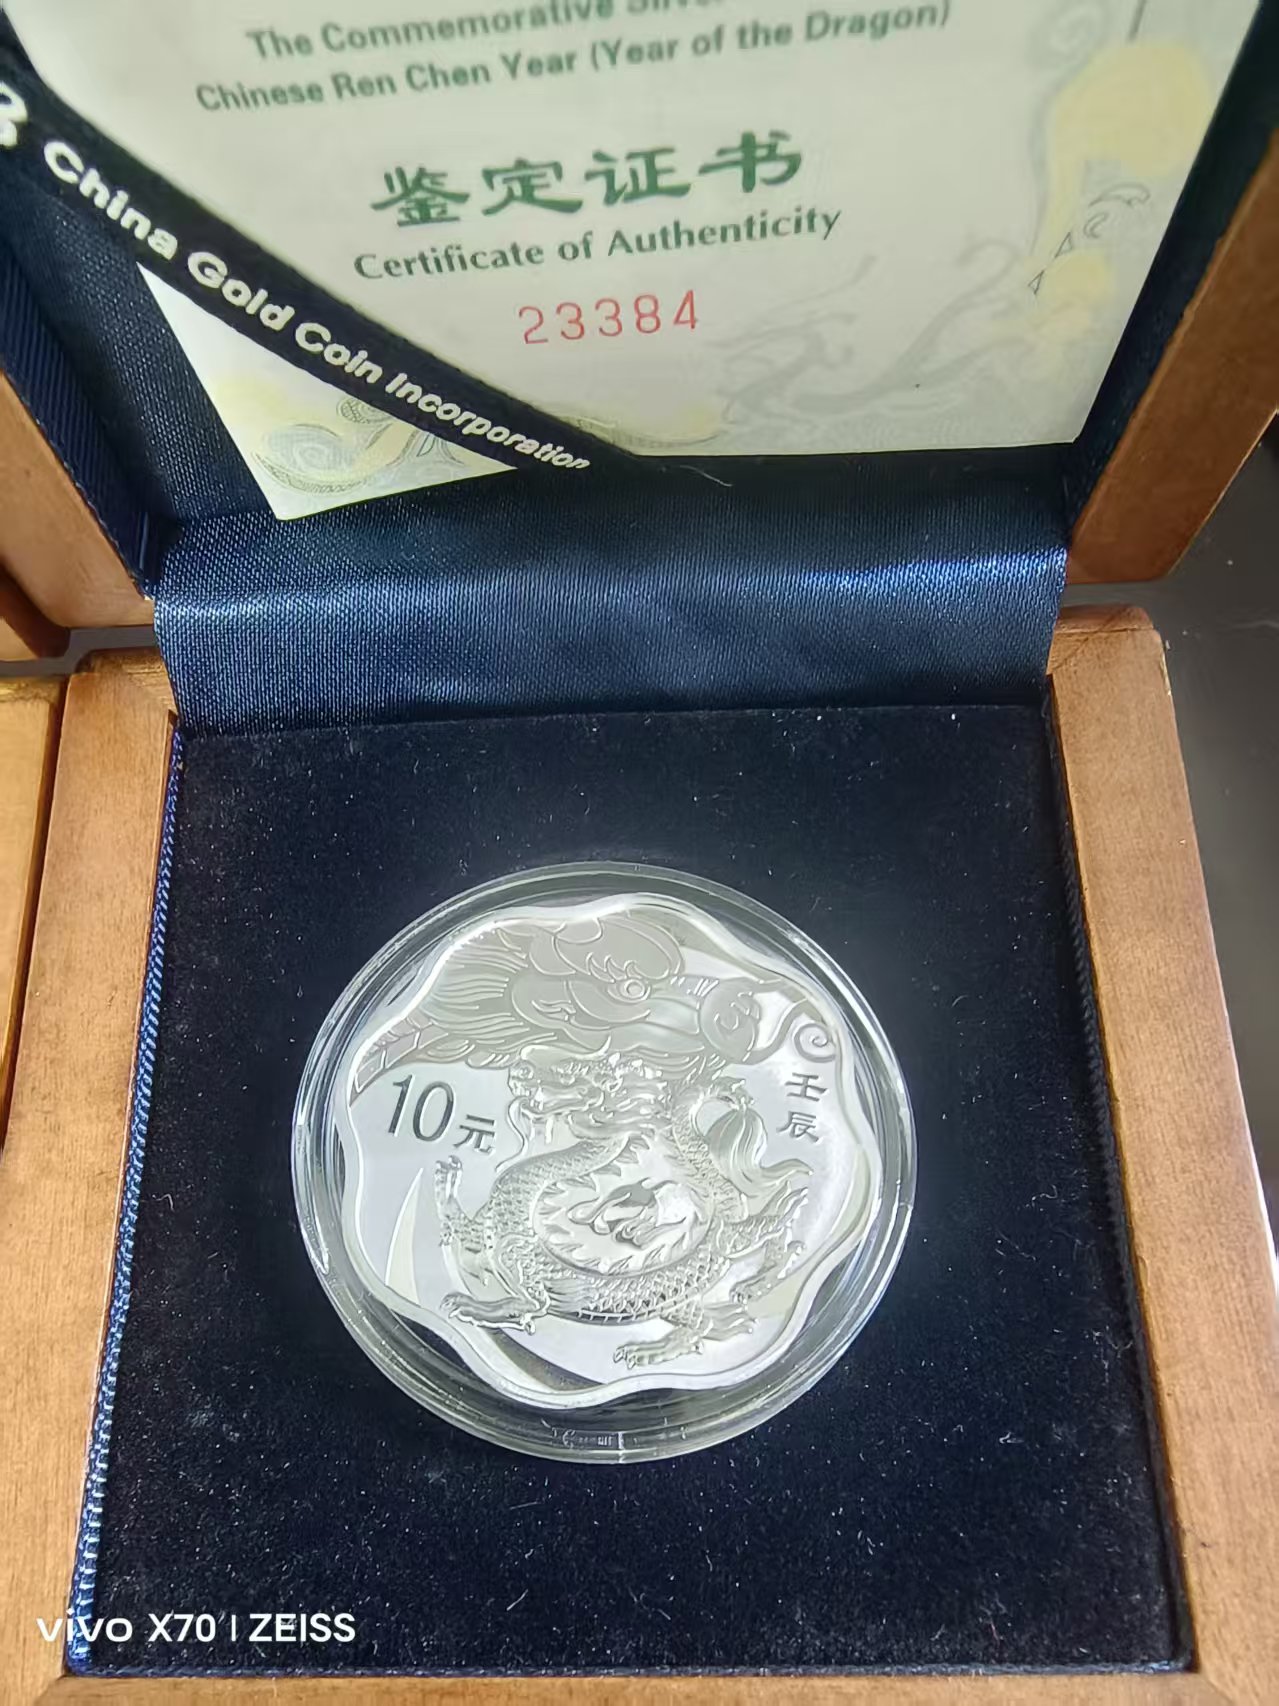 The Commemorative Silver
Chinese Ren Chen Year (Year of the Dragon)
鉴定证书
Certificate of Authenticity
23384
China Gold Coin Incorporation
10元
壬辰
vivo X70 | ZEISS